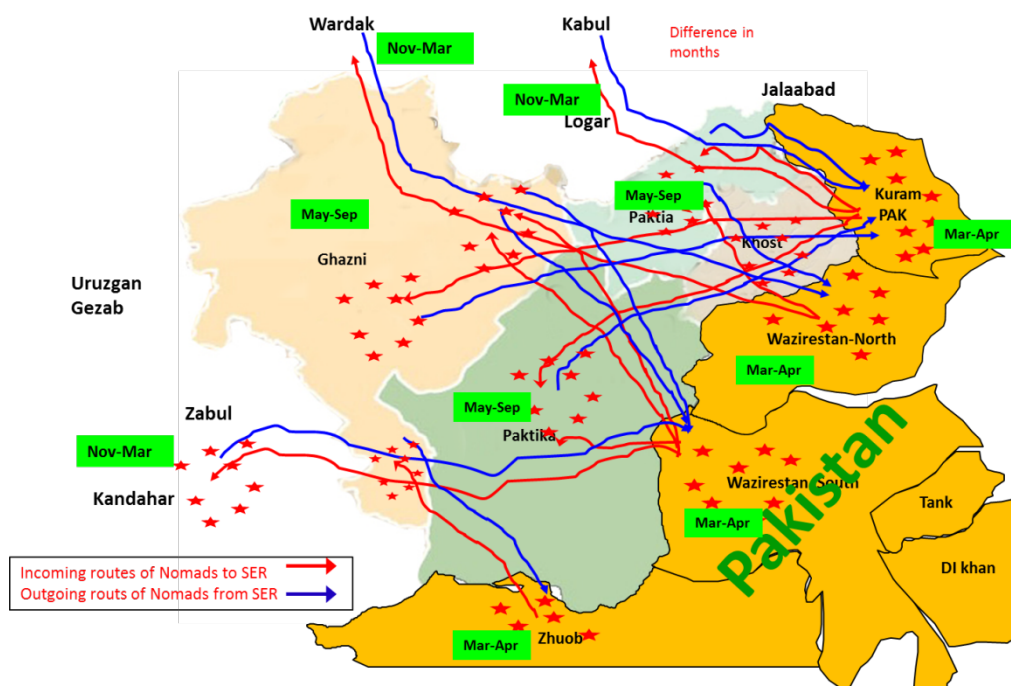 Wardak
Kabul
Difference in
months
Nov-Mar
Jalaabad
Nov-Mar
Logar
Kuram
PAK
May-Sep
Paktia
May-Sep
Khost
Mar-Apr
Ghazni
Uruzgan
Gezab
Wazirestan-North
Mar-Apr
May-Sep
Zabul
Paktika
Nov-Mar
Kandahar
Wazirestan-South
Tank
Mar-Apr
Pakistan
DI khan
Incoming routes of Nomads to SER
Outgoing routs of Nomads from SER
Zhuob
Mar-Apr